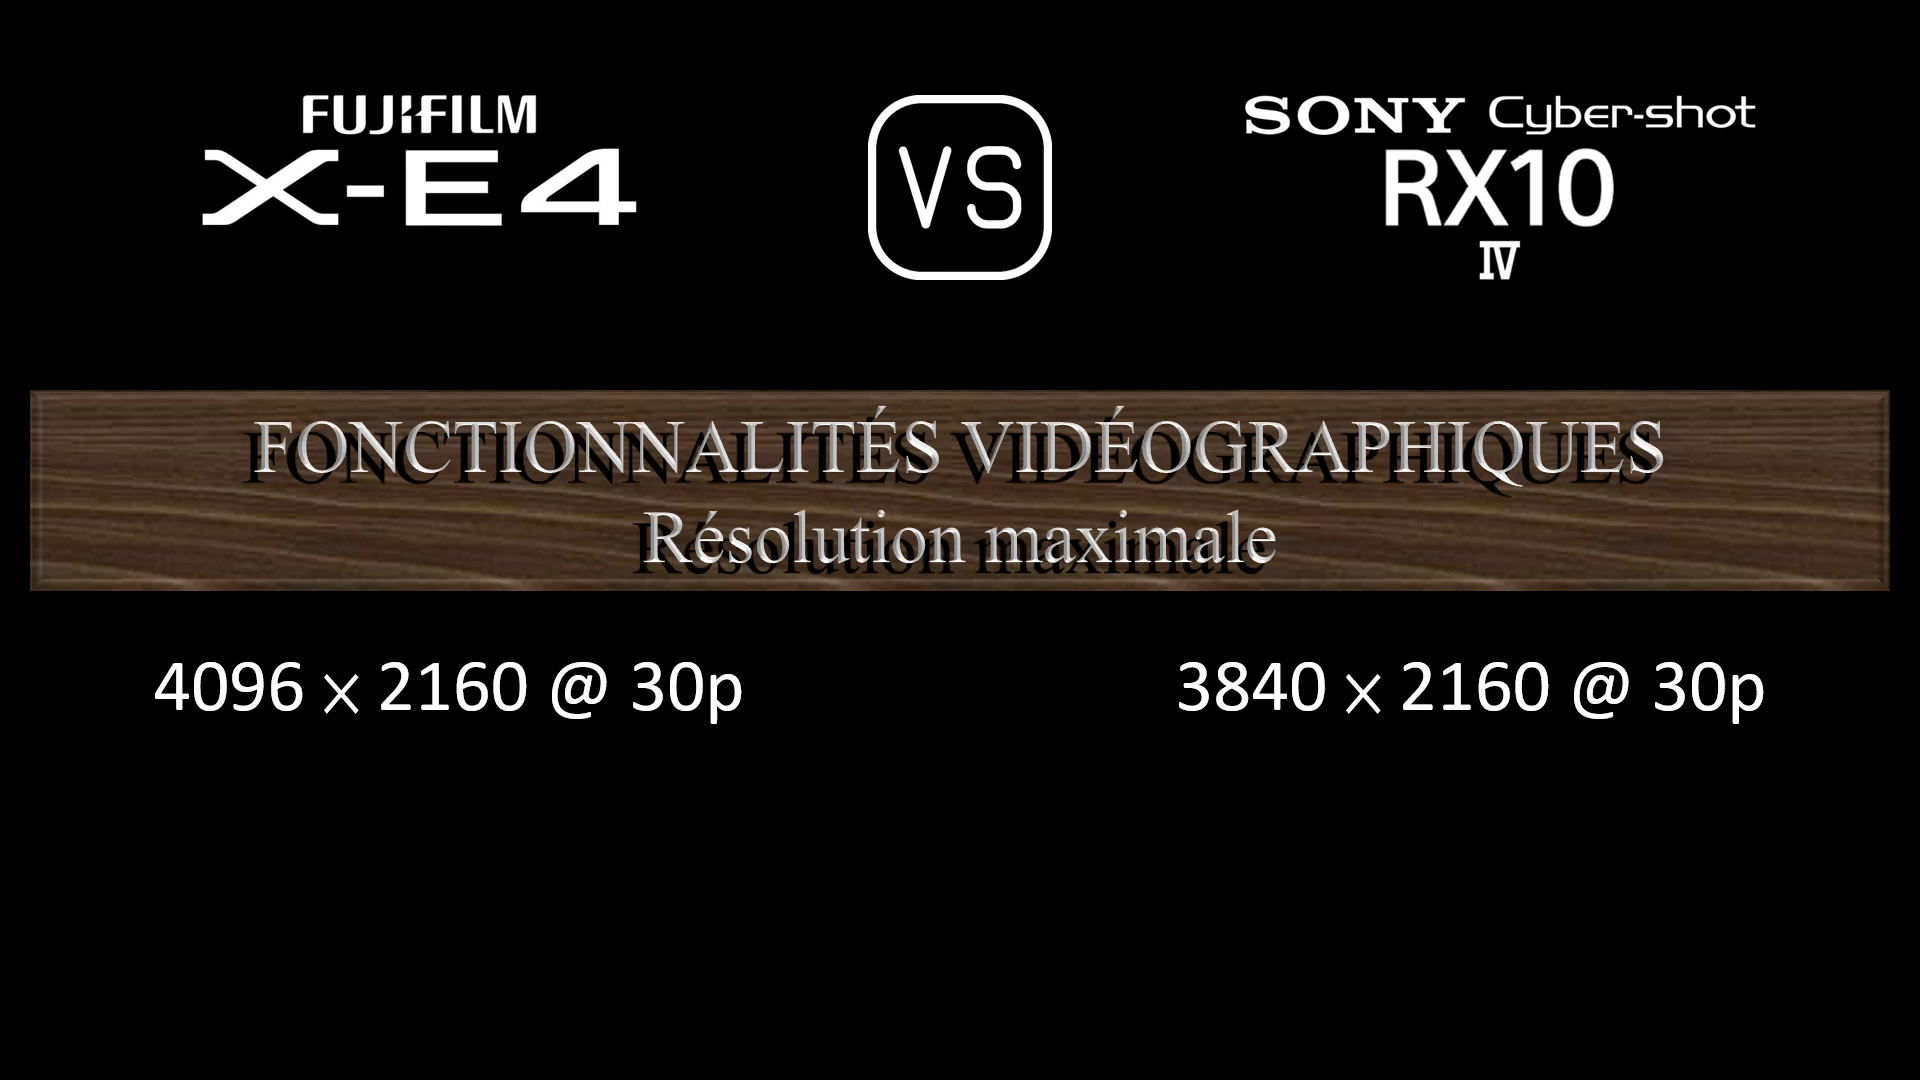 FUJIFILM
X-E4
VS
SONY Cyber-shot
RX10
IV
FONCTIONNALITÉS VIDÉOGRAPHIQUES
Résolution maximale
4096 x 2160 @ 30p
3840 x 2160 @ 30p